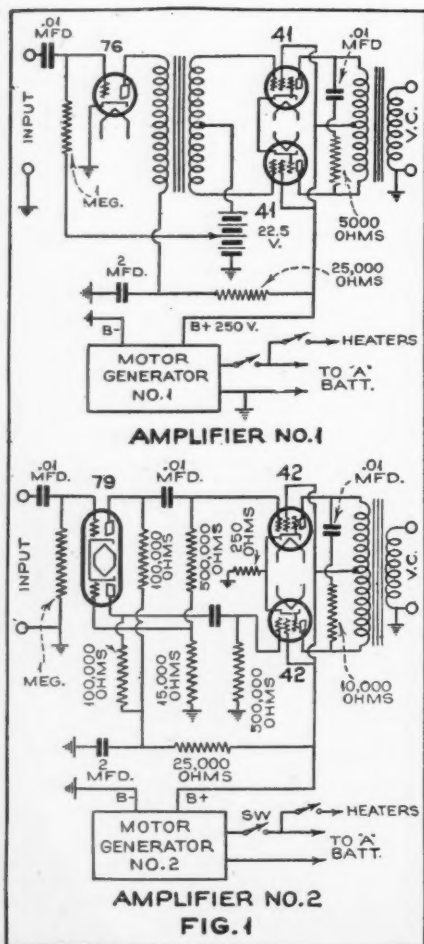 .01
MFD.
76
41
.01
MFD
INPUT
1
MEG.
41
22.5
V.
V.C.
5000
OHMS
2
MFD.
25,000
OHMS
B-
B+ 250 V.
MOTOR
GENERATOR
NO.1
HEATERS
TO "A"
BATT.
AMPLIFIER NO.1
.01
MFD.
79
.01
MFD.
42
.01
MFD.
INPUT
1
MEG.
100,000
OHMS
100,000
OHMS
500,000
OHMS
15,000
OHMS
250
OHMS
500,000
OHMS
42
V.C.
10,000
OHMS
2
MFD.
25,000
OHMS
B-
B+
MOTOR
GENERATOR
NO.2
SW
HEATERS
TO "A"
BATT.
AMPLIFIER NO.2
FIG.1